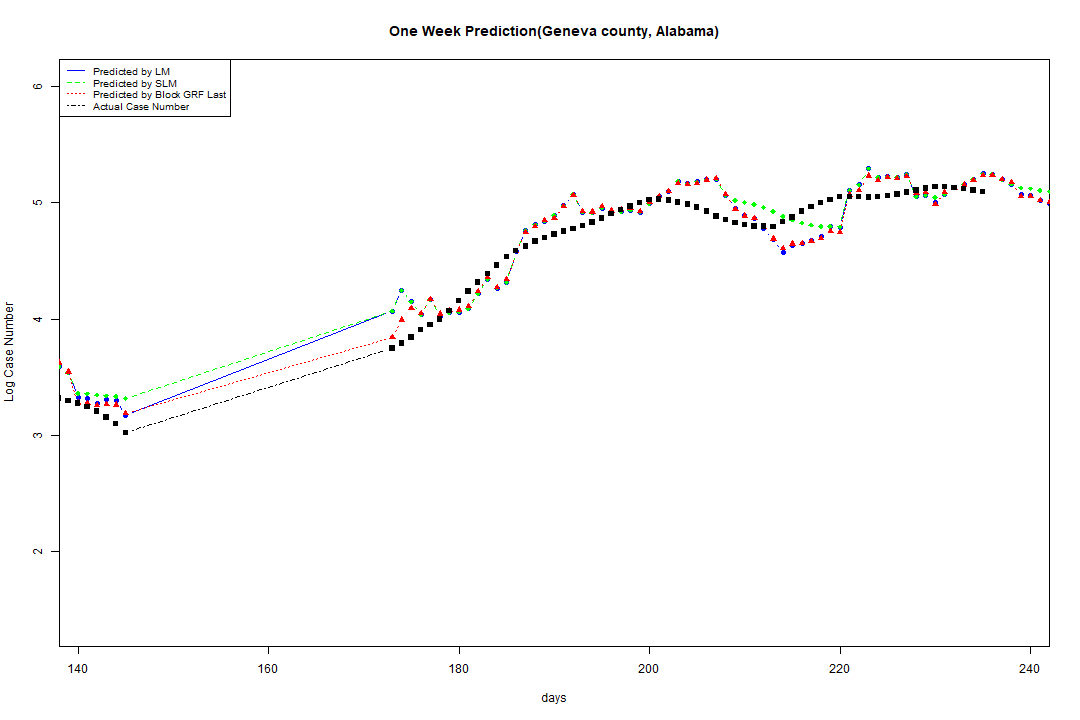 One Week Prediction(Geneva county, Alabama)
Predicted by LM
Predicted by SLM
Predicted by Block GRF Last
Actual Case Number
6
5
4
3
2
Log Case Number
140 160 180 200 220 240
days